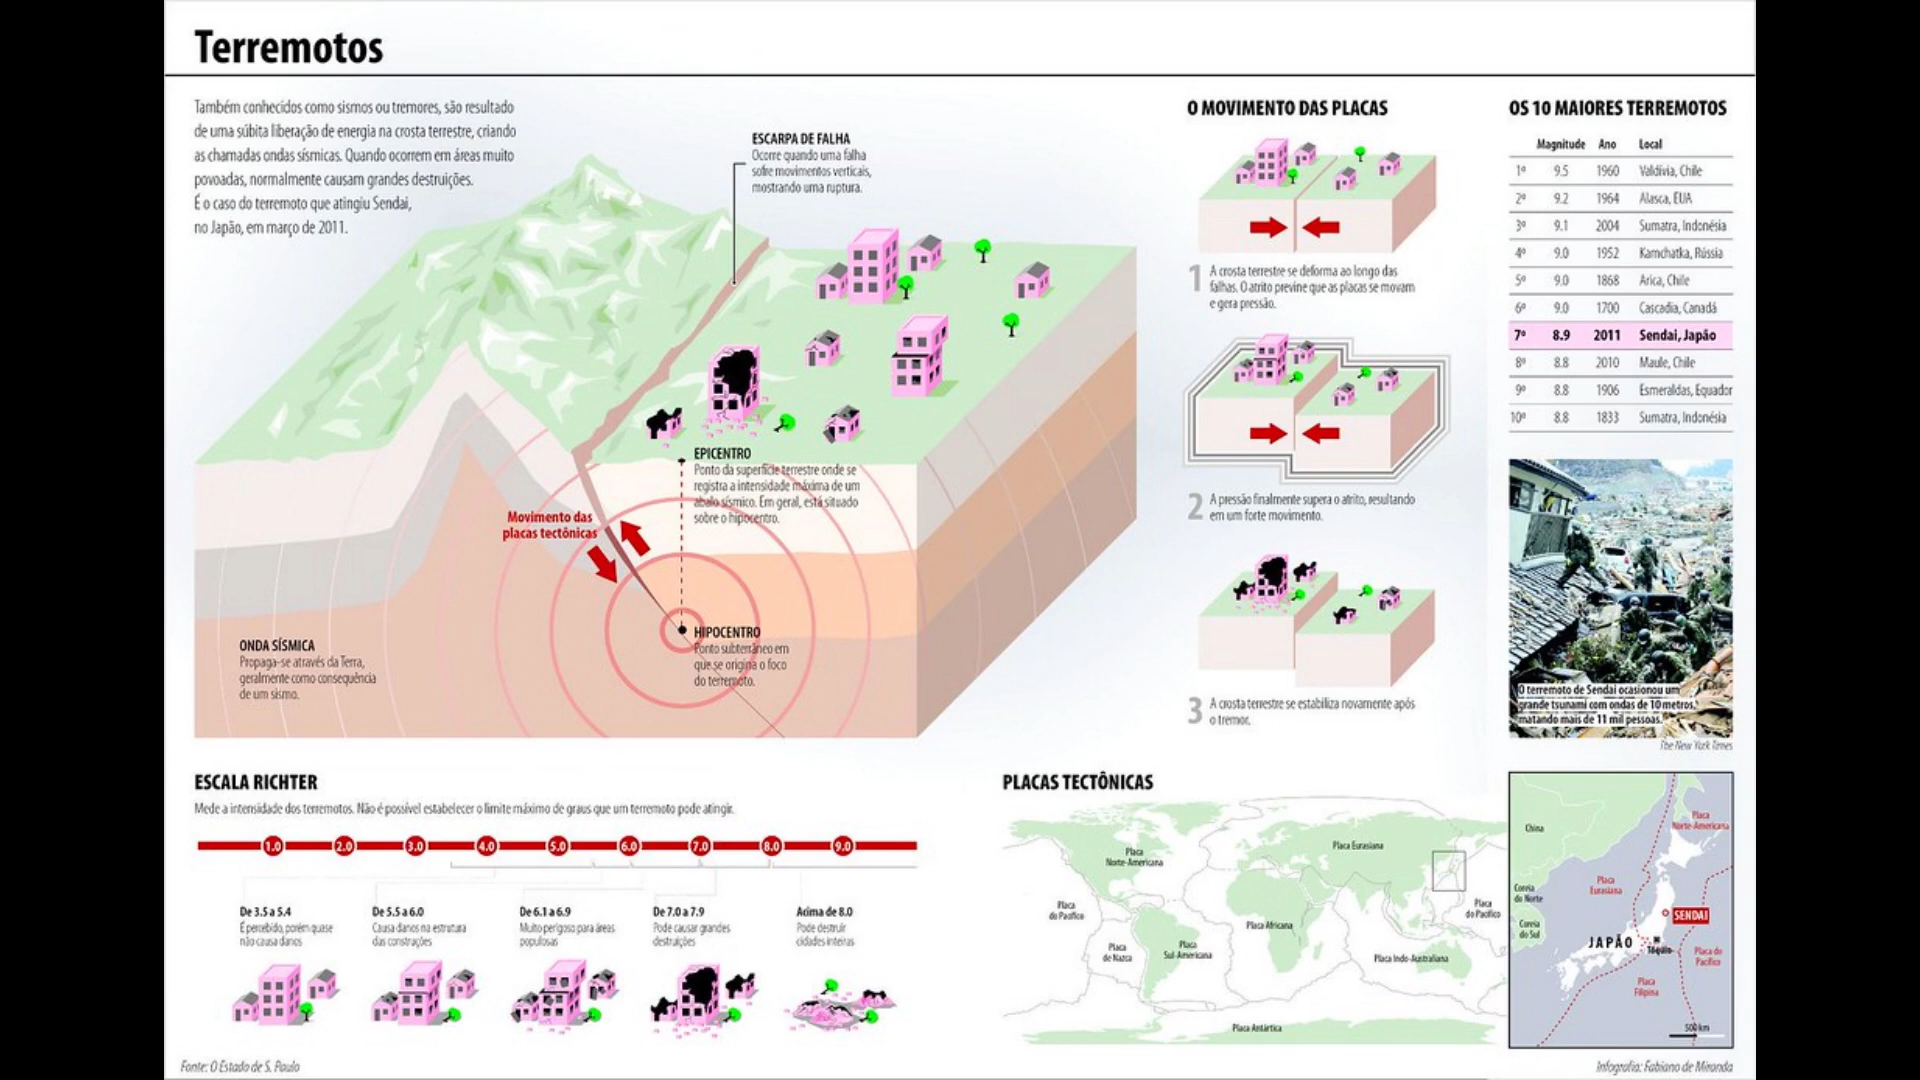 Terremotos
Também conhecidos como sismos ou tremores, são resultado
de uma súbita liberação de energia na crosta terrestre, criando
as chamadas ondas sísmicas. Quando ocorrem em áreas muito
povoadas, normalmente causam grandes destruições.
É o caso do terremoto que atingiu Sendai,
no Japão, em março de 2011.
ESCARPA DE FALHA
Ocorre quando uma falha
sofre movimentos verticais,
mostrando uma ruptura.
EPICENTRO
Ponto da superfície terrestre onde se
registra a intensidade máxima de um
abalo sísmico. Em geral, está situado
sobre o hipocentro.
Movimento das
placas tectônicas
HIPOCENTRO
Ponto subterrâneo em
que se origina o foco
do terremoto.
ONDA SÍSMICA
Propaga-se através da Terra,
geralmente como consequência
de um sismo.
O MOVIMENTO DAS PLACAS
1 A crosta terrestre se deforma ao longo das
falhas. O atrito previne que as placas se movam
e gera pressão.
2 A pressão finalmente supera o atrito, resultando
em um forte movimento.
3 A crosta terrestre se estabiliza novamente após
o tremor.
OS 10 MAIORES TERREMOTOS
Magnitude Ano Local
1º 9.5 1960 Valdívia, Chile
2º 9.2 1964 Alasca, EUA
3º 9.1 2004 Sumatra, Indonésia
4º 9.0 1952 Kamchatka, Rússia
5º 9.0 1868 Arica, Chile
6º 9.0 1700 Cascadia, Canadá
7º 8.9 2011 Sendai, Japão
8º 8.8 2010 Maule, Chile
9º 8.8 1906 Esmeraldas, Equador
10º 8.8 1833 Sumatra, Indonésia
O terremoto de Sendai ocasionou um
grande tsunami com ondas de 10 metros,
matando mais de 11 mil pessoas.
The New York Times
ESCALA RICHTER
Mede a intensidade dos terremotos. Não é possível estabelecer o limite máximo de graus que um terremoto pode atingir.
1.0 2.0 3.0 4.0 5.0 6.0 7.0 8.0 9.0
De 3.5 a 5.4
É percebido, porém quase
não causa danos
De 5.5 a 6.0
Causa danos na estrutura
das construções
De 6.1 a 6.9
Muito perigoso para áreas
populosas
De 7.0 a 7.9
Pode causar grandes
destruições
Acima de 8.0
Pode destruir
cidades inteiras
PLACAS TECTÔNICAS
Placa
Norte-Americana
Placa Eurasiana
Placa
do Pacífico
Placa
de Nazca
Placa
Sul-Americana
Placa Africana
Placa
do Pacífico
Placa Indo-Australiana
Placa Antártica
China
Placa
Norte-Americana
Placa
Eurasiana
Coreia
do Norte
Coreia
do Sul
SENDAI
JAPÃO
Tóquio
Placa do
Pacífico
Placa
Filipina
500 km
Fonte: O Estado de S. Paulo
Infografia: Fabiano de Miranda